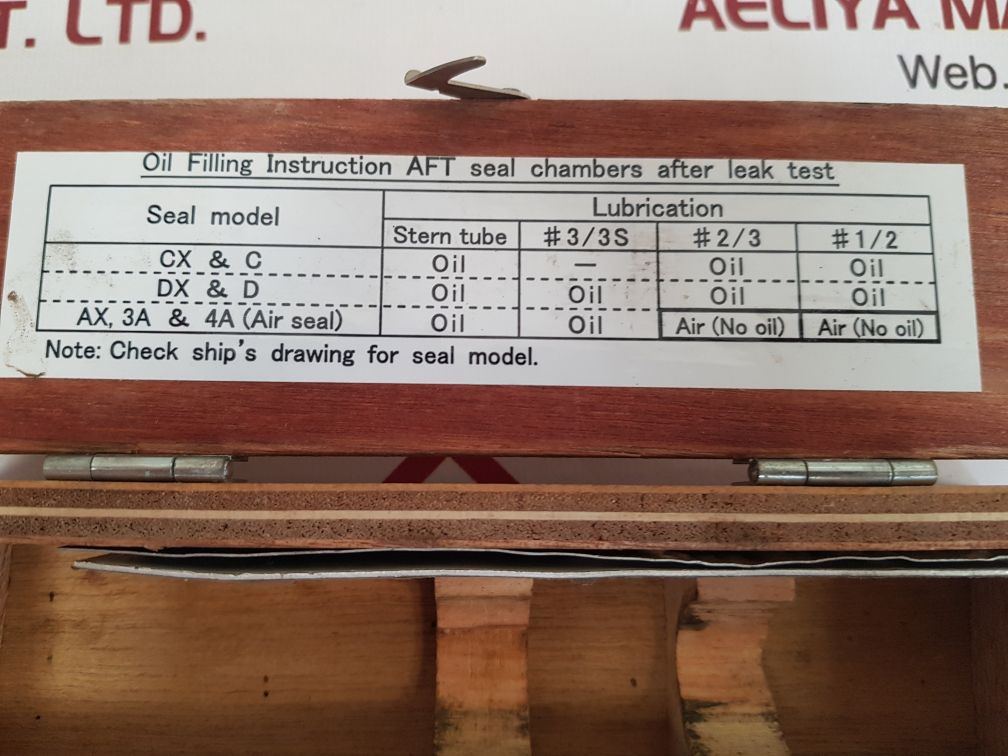 T. LTD.
AELIYA MA
Web.
Oil Filling Instruction AFT seal chambers after leak test
Seal model
Lubrication
Stern tube #3/3S #2/3 #1/2
CX & C Oil — Oil Oil
DX & D Oil Oil Oil Oil
AX, 3A & 4A (Air seal) Oil Oil Air (No oil) Air (No oil)
Note: Check ship's drawing for seal model.